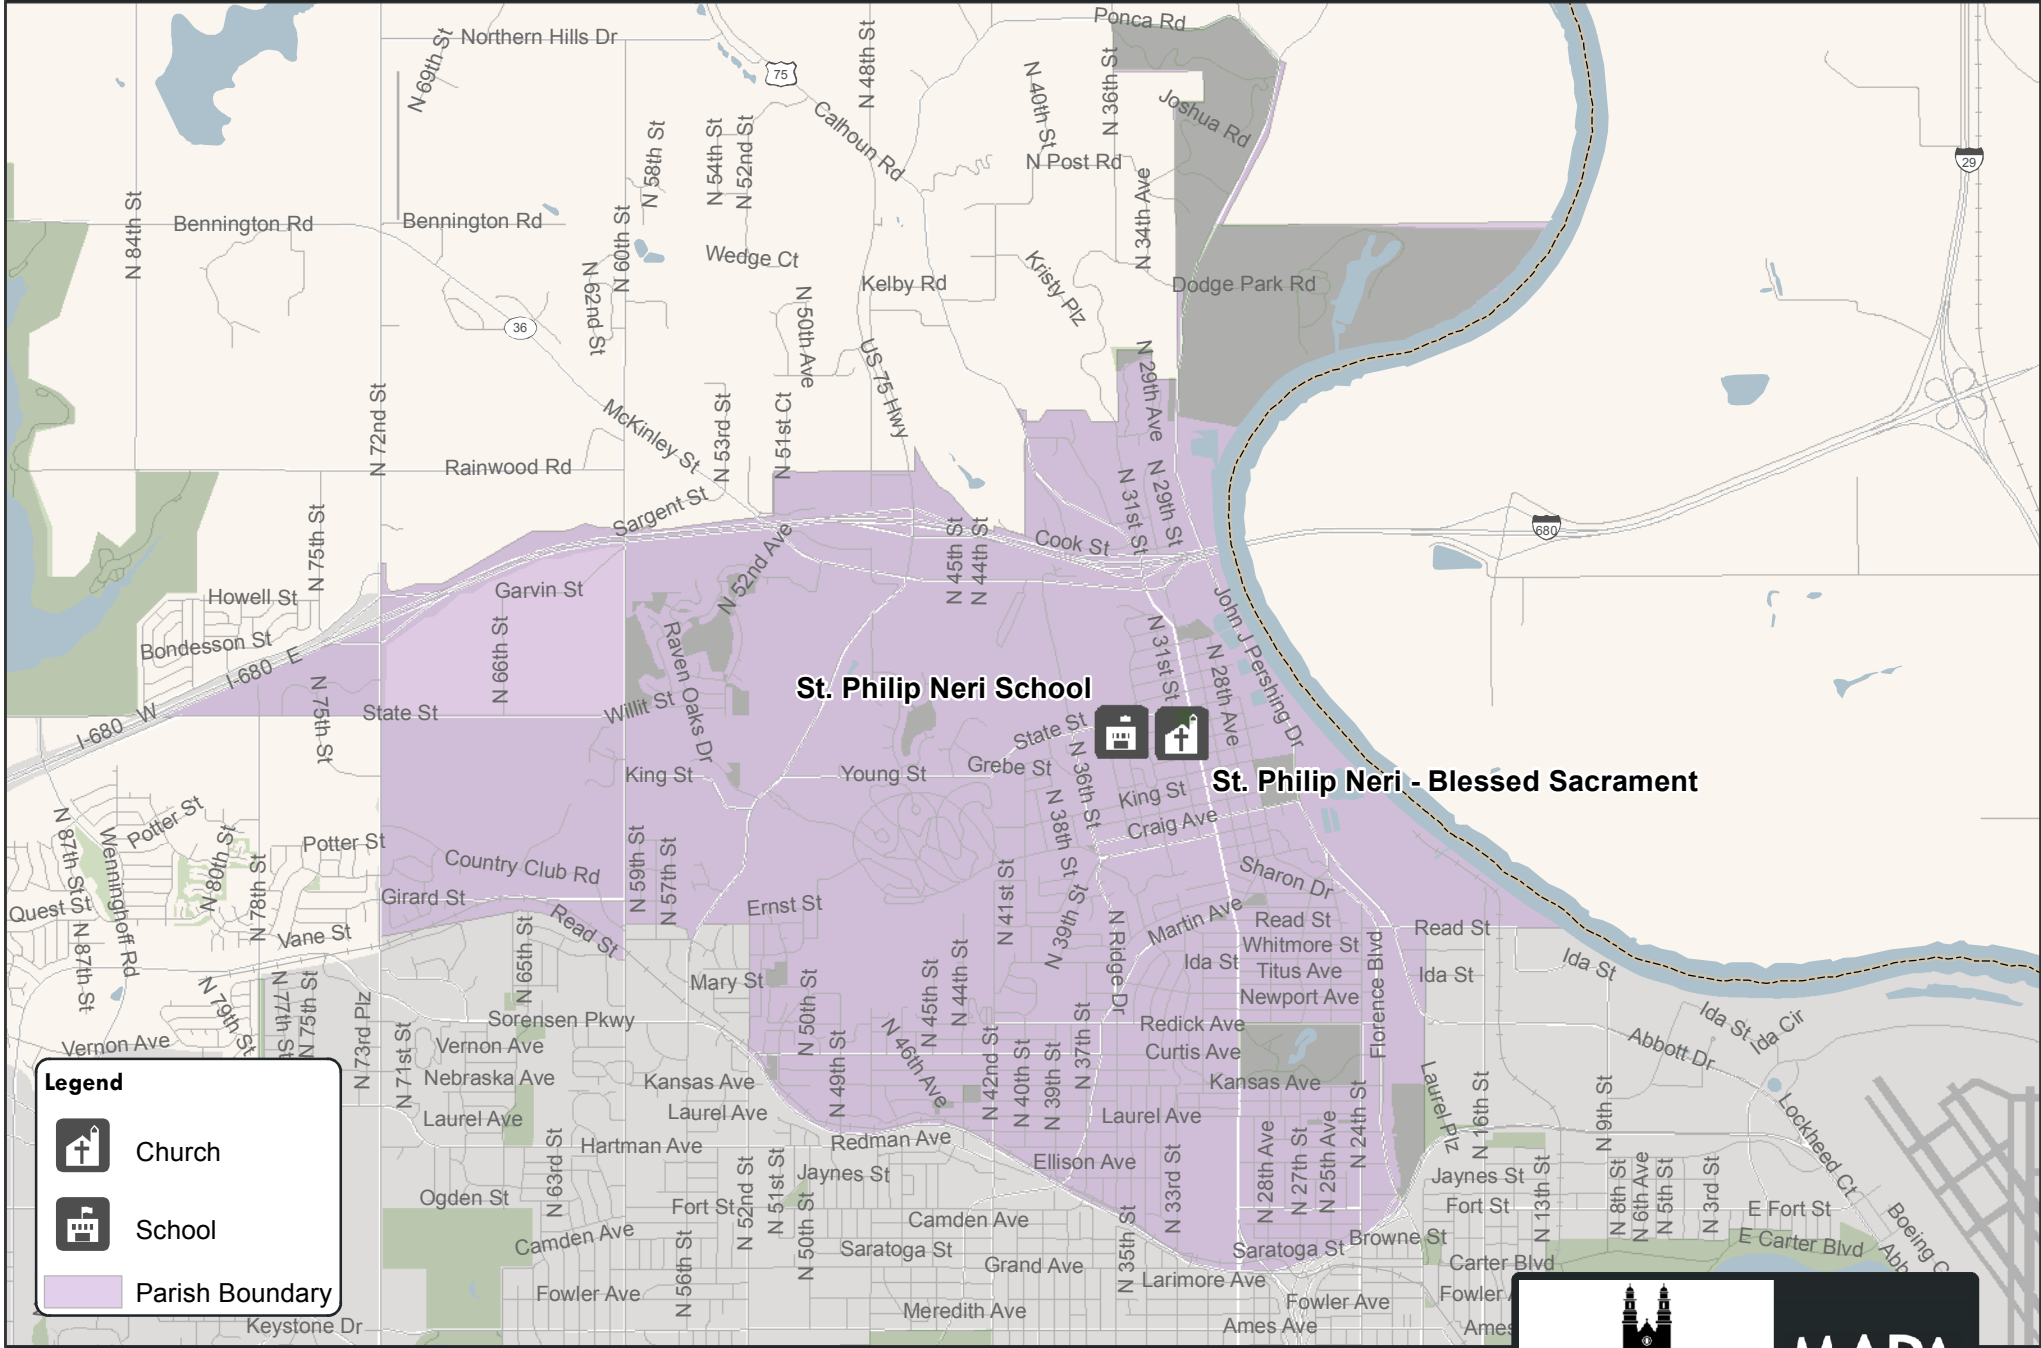 Ponca Rd
Northern Hills Dr
N 69th St
75
N 48th St
N 40th St
N 36th St
Joshua Rd
Calhoun Rd
N 58th St
N 54th St
N 52nd St
N Post Rd
29
N 34th Ave
N 84th St
Bennington Rd
Bennington Rd
N 60th St
Wedge Ct
N 62nd St
N 50th Ave
Kelby Rd
Kristy Plz
Dodge Park Rd
36
US 75 Hwy
N 29th Ave
N 72nd St
McKinley St
N 53rd St
N 51st Ct
Rainwood Rd
Sargent St
N 31st St
N 29th St
N 75th St
N 52nd Ave
N 45th St
N 44th St
Cook St
680
Howell St
Garvin St
Bondesson St
I-680 E
N 66th St
Raven Oaks Dr
N 31st St
N 28th Ave
John J Pershing Dr
St. Philip Neri School
N 75th St
I-680 W
State St
Willit St
State St
King St
Young St
Grebe St
N 36th St
St. Philip Neri - Blessed Sacrament
King St
N 38th St
Craig Ave
N 87th St
Potter St
Wenninghoff Rd
N 80th St
N 78th St
Potter St
Country Club Rd
N 59th St
N 57th St
Girard St
Quest St
N 87th St
Vane St
Read St
Ernst St
N 41st St
N 39th St
N Ridge Dr
Sharon Dr
Martin Ave
Read St
Read St
Whitmore St
Ida St
Titus Ave
Newport Ave
Florence Blvd
Ida St
Ida St
N 65th St
Mary St
N 50th St
N 45th St
N 44th St
N 79th St
N 77th St
N 75th St
N 73rd Plz
N 71st St
Sorensen Pkwy
Vernon Ave
Vernon Ave
Nebraska Ave
Laurel Ave
Kansas Ave
Laurel Ave
N 49th St
N 46th Ave
N 42nd St
N 40th St
N 39th St
N 37th St
Redick Ave
Curtis Ave
Kansas Ave
Laurel Ave
Laurel Plz
N 16th St
Abbott Dr
Ida St
Ida Cir
N 9th St
Lockheed Ct
Hartman Ave
Redman Ave
Ellison Ave
N 33rd St
N 28th Ave
N 27th St
N 25th Ave
N 24th St
Jaynes St
Jaynes St
N 63rd St
Ogden St
Fort St
N 52nd St
N 51st St
N 50th St
Camden Ave
Camden Ave
Saratoga St
Grand Ave
N 35th St
Saratoga St
Browne St
Fort St
N 13th St
N 8th St
N 6th Ave
N 5th St
N 3rd St
E Fort St
E Carter Blvd
Boeing C
Abb
Carter Blvd
Larimore Ave
Fowler Ave
N 56th St
Meredith Ave
Fowler Ave
Fowler
Ames Ave
Ames
Keystone Dr
Legend
Church
School
Parish Boundary
MAPA